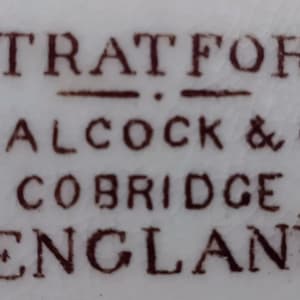 TRATFOR
ALCOCK &
COBRIDGE
ENGLAN